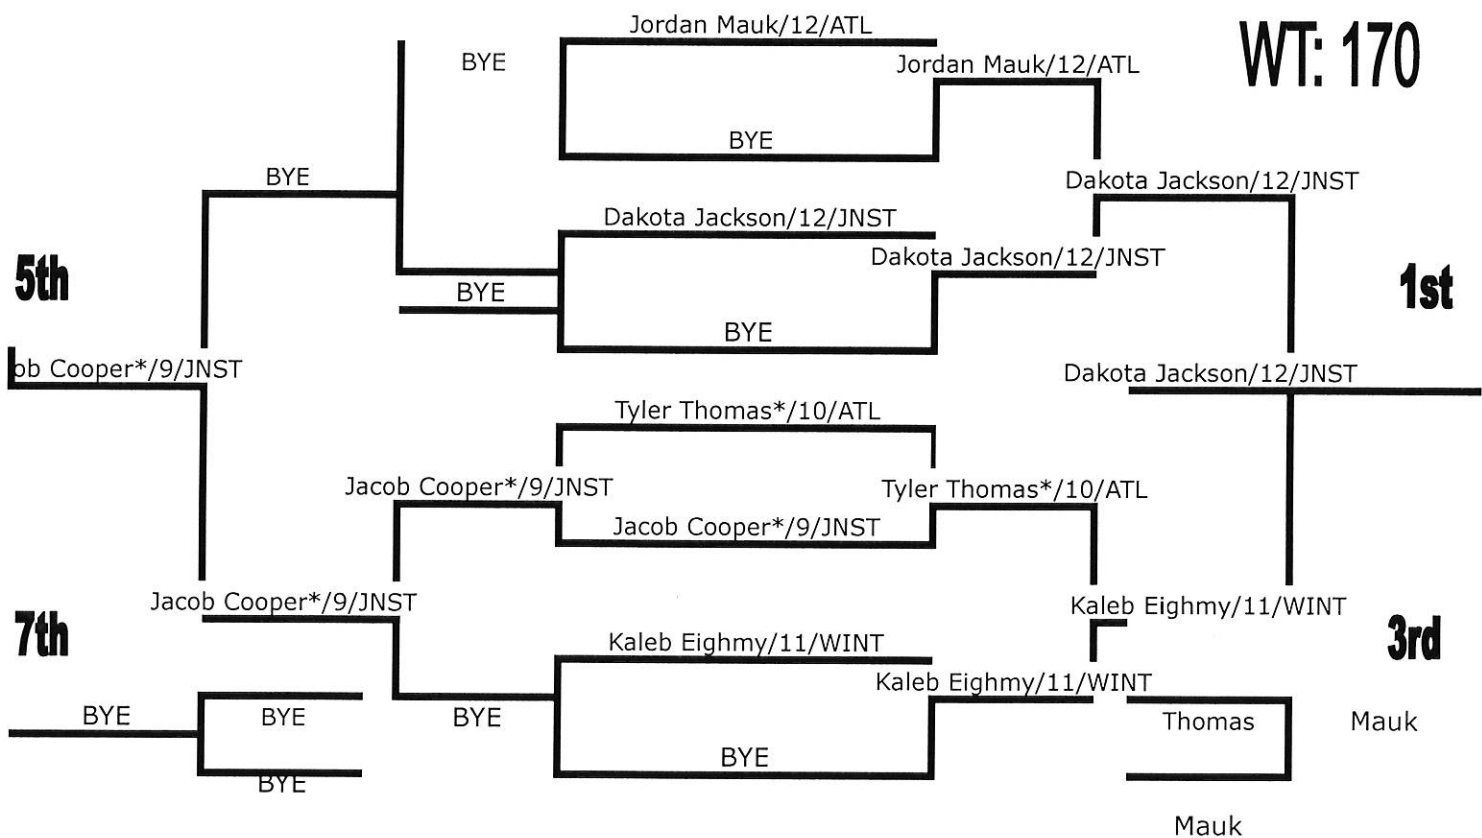 Jordan Mauk/12/ATL
WT: 170
BYE
Jordan Mauk/12/ATL
BYE
BYE
Dakota Jackson/12/JNST
Dakota Jackson/12/JNST
Dakota Jackson/12/JNST
5th
BYE
1st
BYE
ob Cooper*/9/JNST
Dakota Jackson/12/JNST
Tyler Thomas*/10/ATL
Jacob Cooper*/9/JNST
Tyler Thomas*/10/ATL
Jacob Cooper*/9/JNST
Jacob Cooper*/9/JNST
Kaleb Eighmy/11/WINT
7th
Kaleb Eighmy/11/WINT
3rd
Kaleb Eighmy/11/WINT
BYE
BYE
BYE
Thomas
Mauk
BYE
BYE
Mauk